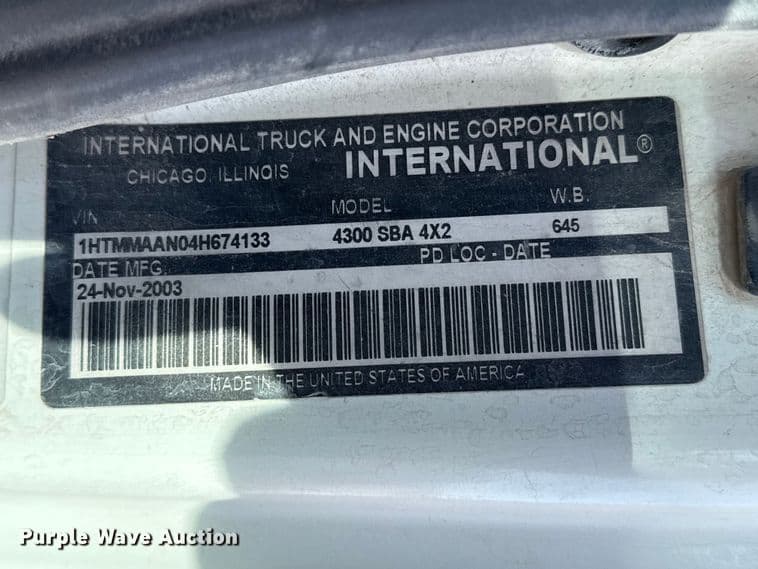 INTERNATIONAL TRUCK AND ENGINE CORPORATION
CHICAGO, ILLINOIS INTERNATIONAL®
VIN MODEL W.B.
1HTMMAAN04H674133 4300 SBA 4X2 645
DATE MFG. PD LOC - DATE
24-Nov-2003
MADE IN THE UNITED STATES OF AMERICA
Purple Wave Auction